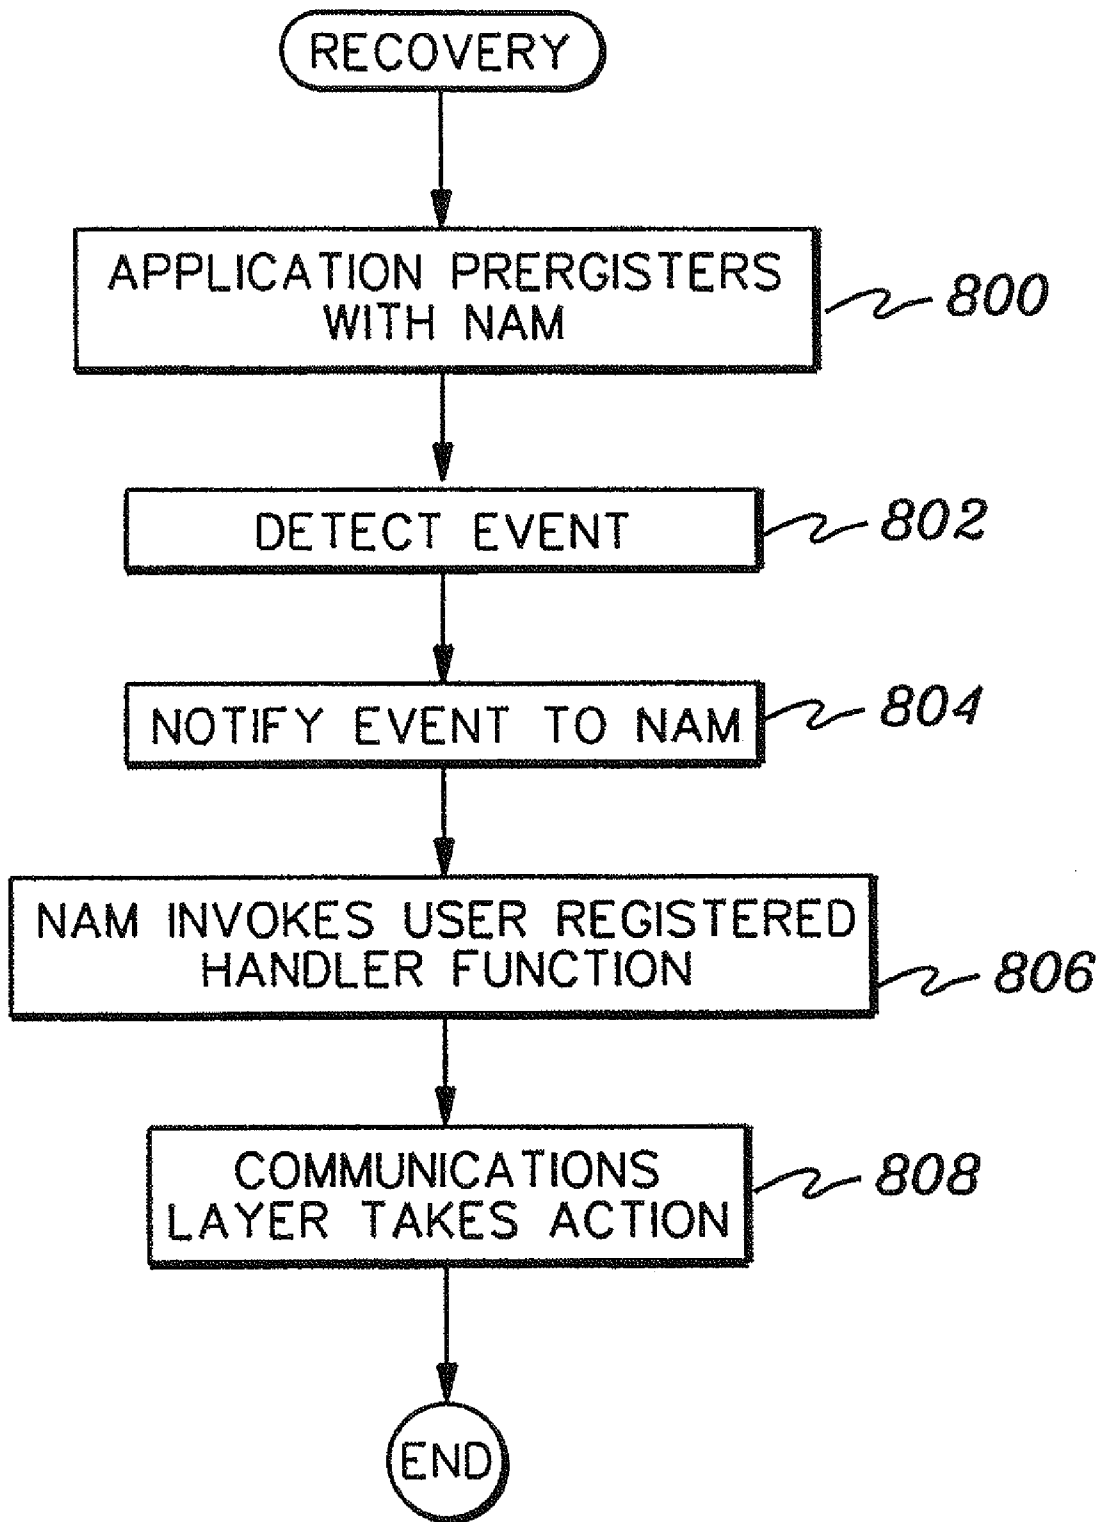 RECOVERY
APPLICATION PRERGISTERS
WITH NAM
800
DETECT EVENT
802
NOTIFY EVENT TO NAM
804
NAM INVOKES USER REGISTERED
HANDLER FUNCTION
806
COMMUNICATIONS
LAYER TAKES ACTION
808
END